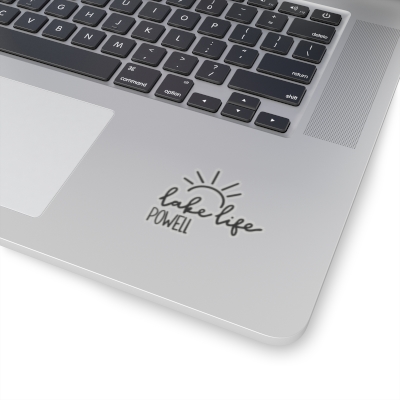 Y U I O P
delete
G H J K L
return
V B N M
shift
⌘
command
option
lake life
POWEll